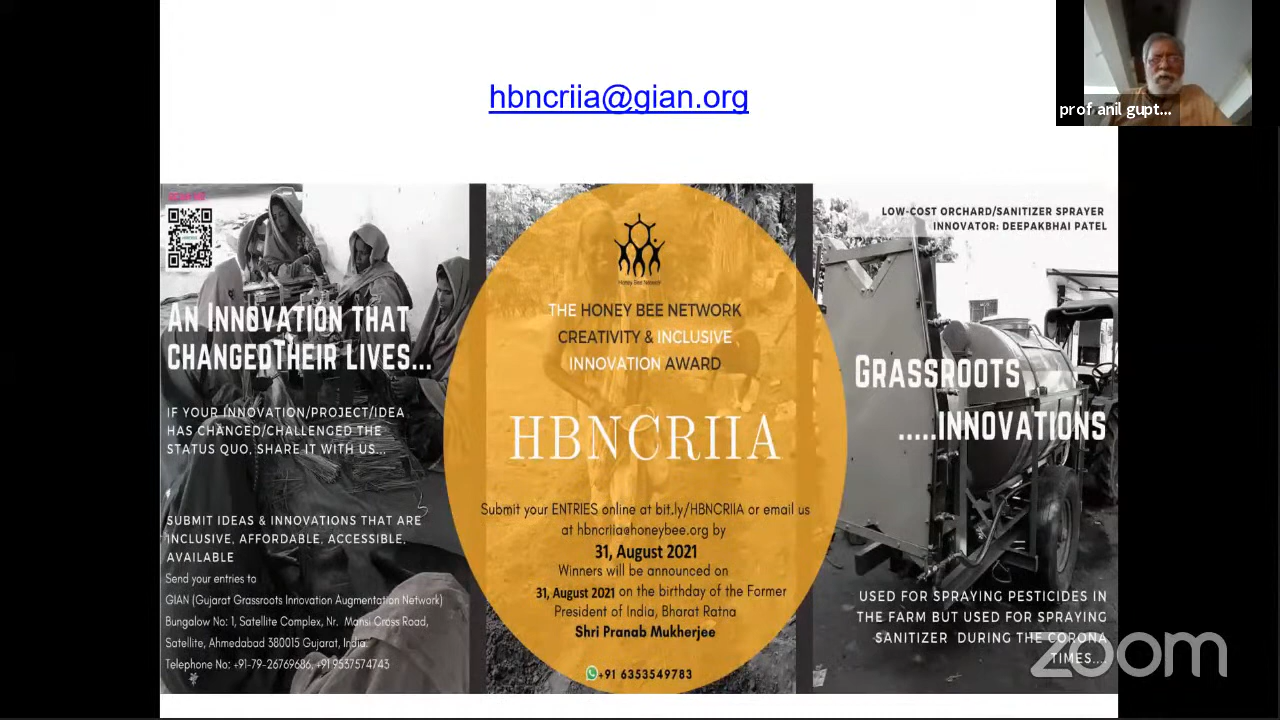 hbncriia@gian.org
prof anil gupt...
AN INNOVATION THAT
CHANGEDTHEIR LIVES...
IF YOUR INNOVATION/PROJECT/IDEA
HAS CHANGED/CHALLENGED THE
STATUS QUO, SHARE IT WITH US...
SUBMIT IDEAS & INNOVATIONS THAT ARE
INCLUSIVE, AFFORDABLE, ACCESSIBLE,
AVAILABLE
Send your entries to
GIAN (Gujarat Grassroots Innovation Augmentation Network)
Bungalow No: 1, Satellite Complex, Nr. Mansi Cross Road,
Satellite, Ahmedabad 380015 Gujarat, India.
Telephone No: +91-79-26769686, +91 9537574743
Honey Bee Network
THE HONEY BEE NETWORK
CREATIVITY & INCLUSIVE
INNOVATION AWARD
HBNCRIIA
Submit your ENTRIES online at bit.ly/HBNCRIIA or email us
at hbncriia@honeybee.org by
31, August 2021
Winners will be announced on
31, August 2021 on the birthday of the Former
President of India, Bharat Ratna
Shri Pranab Mukherjee
+91 6353549783
LOW-COST ORCHARD/SANITIZER SPRAYER
INNOVATOR: DEEPAKBHAI PATEL
GRASSROOTS
.....INNOVATIONS
USED FOR SPRAYING PESTICIDES IN
THE FARM BUT USED FOR SPRAYING
SANITIZER DURING THE CORONA
TIMES....
zoom